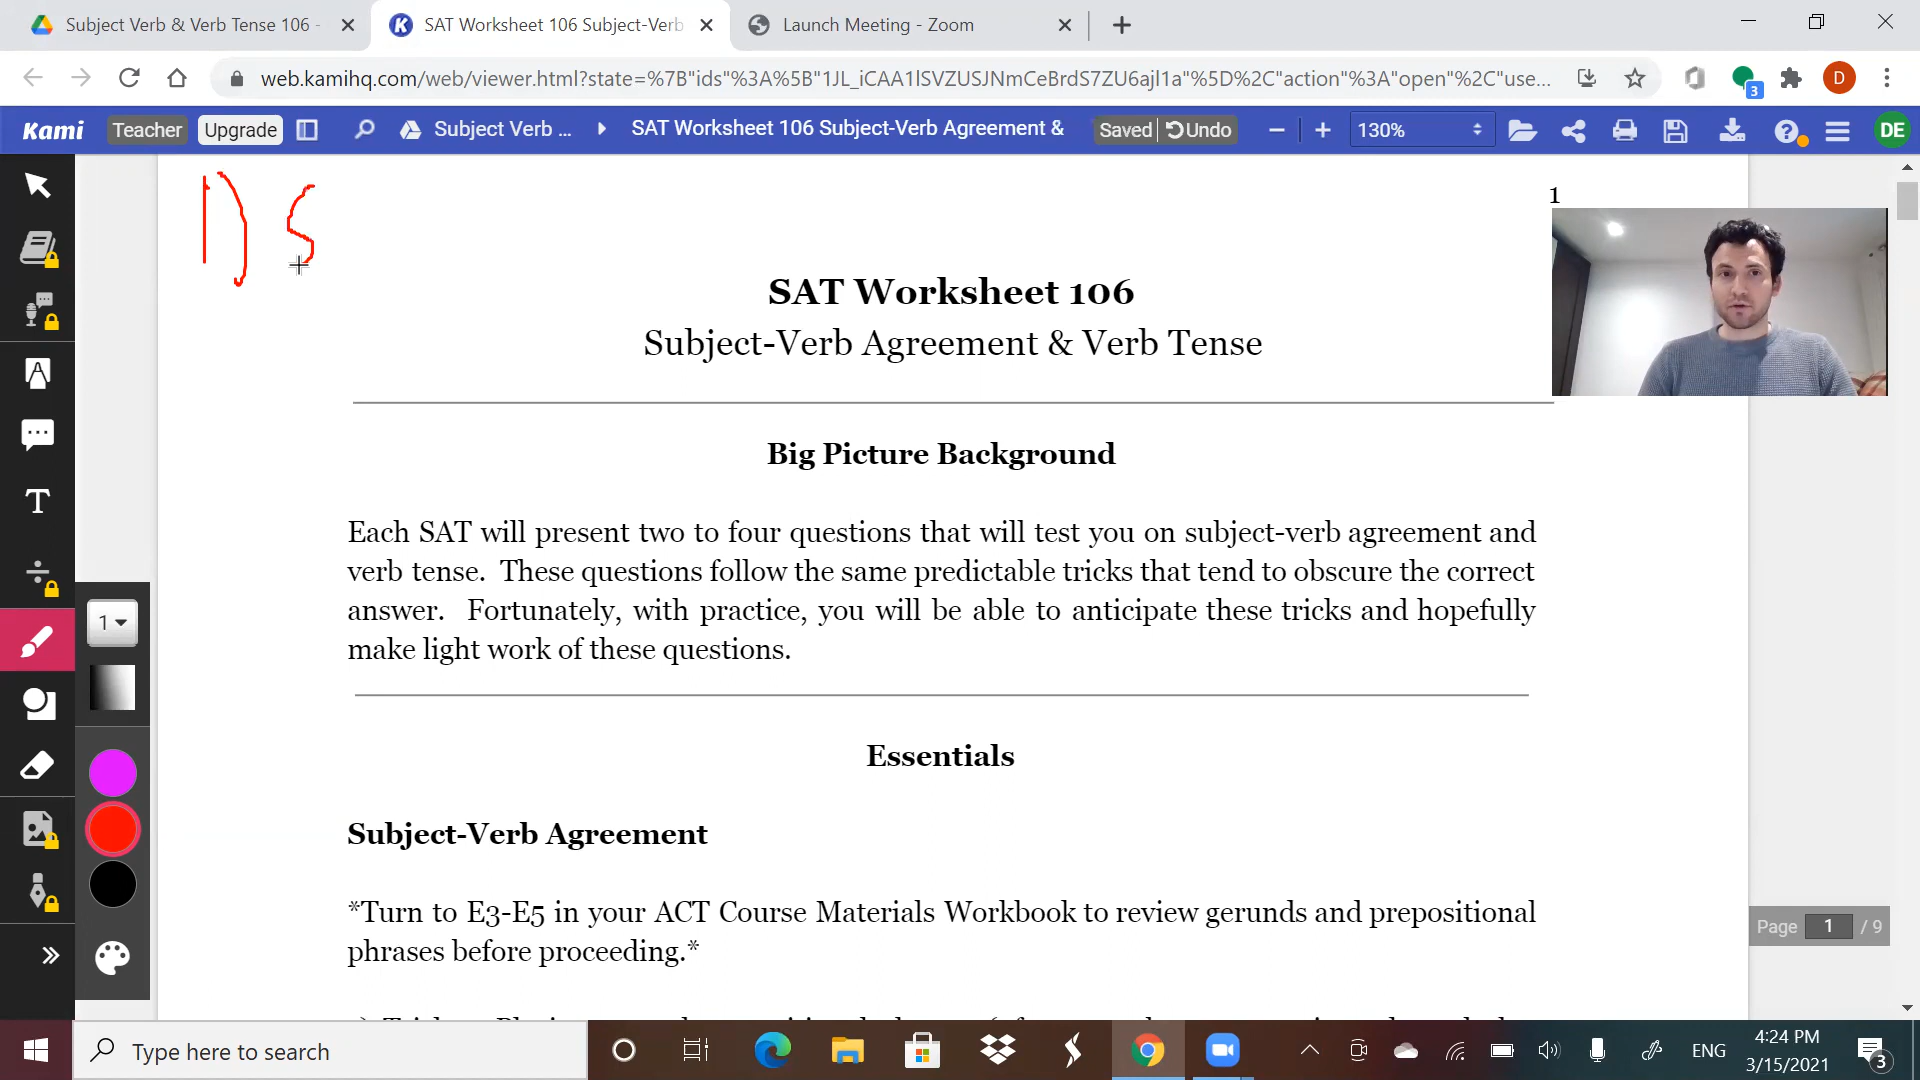 Subject Verb & Verb Tense 106 -
SAT Worksheet 106 Subject-Verb
Launch Meeting - Zoom
web.kamihq.com/web/viewer.html?state=%7B"ids"%3A%5B"1JL_iCAA1lSVZUSJNmCeBrdS7ZU6ajl1a"%5D%2C"action"%3A"open"%2C"use...
3
D
Kami Teacher Upgrade Subject Verb ... SAT Worksheet 106 Subject-Verb Agreement & Saved Undo 130% DE
1
SAT Worksheet 106
Subject-Verb Agreement & Verb Tense
Big Picture Background
Each SAT will present two to four questions that will test you on subject-verb agreement and
verb tense. These questions follow the same predictable tricks that tend to obscure the correct
answer. Fortunately, with practice, you will be able to anticipate these tricks and hopefully
make light work of these questions.
Essentials
Subject-Verb Agreement
*Turn to E3-E5 in your ACT Course Materials Workbook to review gerunds and prepositional
phrases before proceeding.*
1
Page 1 / 9
Type here to search
ENG
4:24 PM
3/15/2021
3